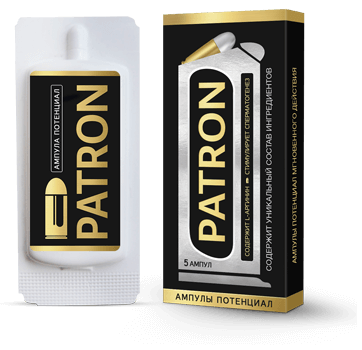 АМПУЛА ПОТЕНЦИАЛ
PATRON
PATRON
СОДЕРЖИТ L-АРГИНИН
СТИМУЛИРУЕТ СПЕРМАТОГЕНЕЗ
СОДЕРЖИТ УНИКАЛЬНЫЙ СОСТАВ ИНГРЕДИЕНТОВ
АМПУЛЫ ПОТЕНЦИАЛ МГНОВЕННОГО ДЕЙСТВИЯ
5 АМПУЛ
АМПУЛЫ ПОТЕНЦИАЛ